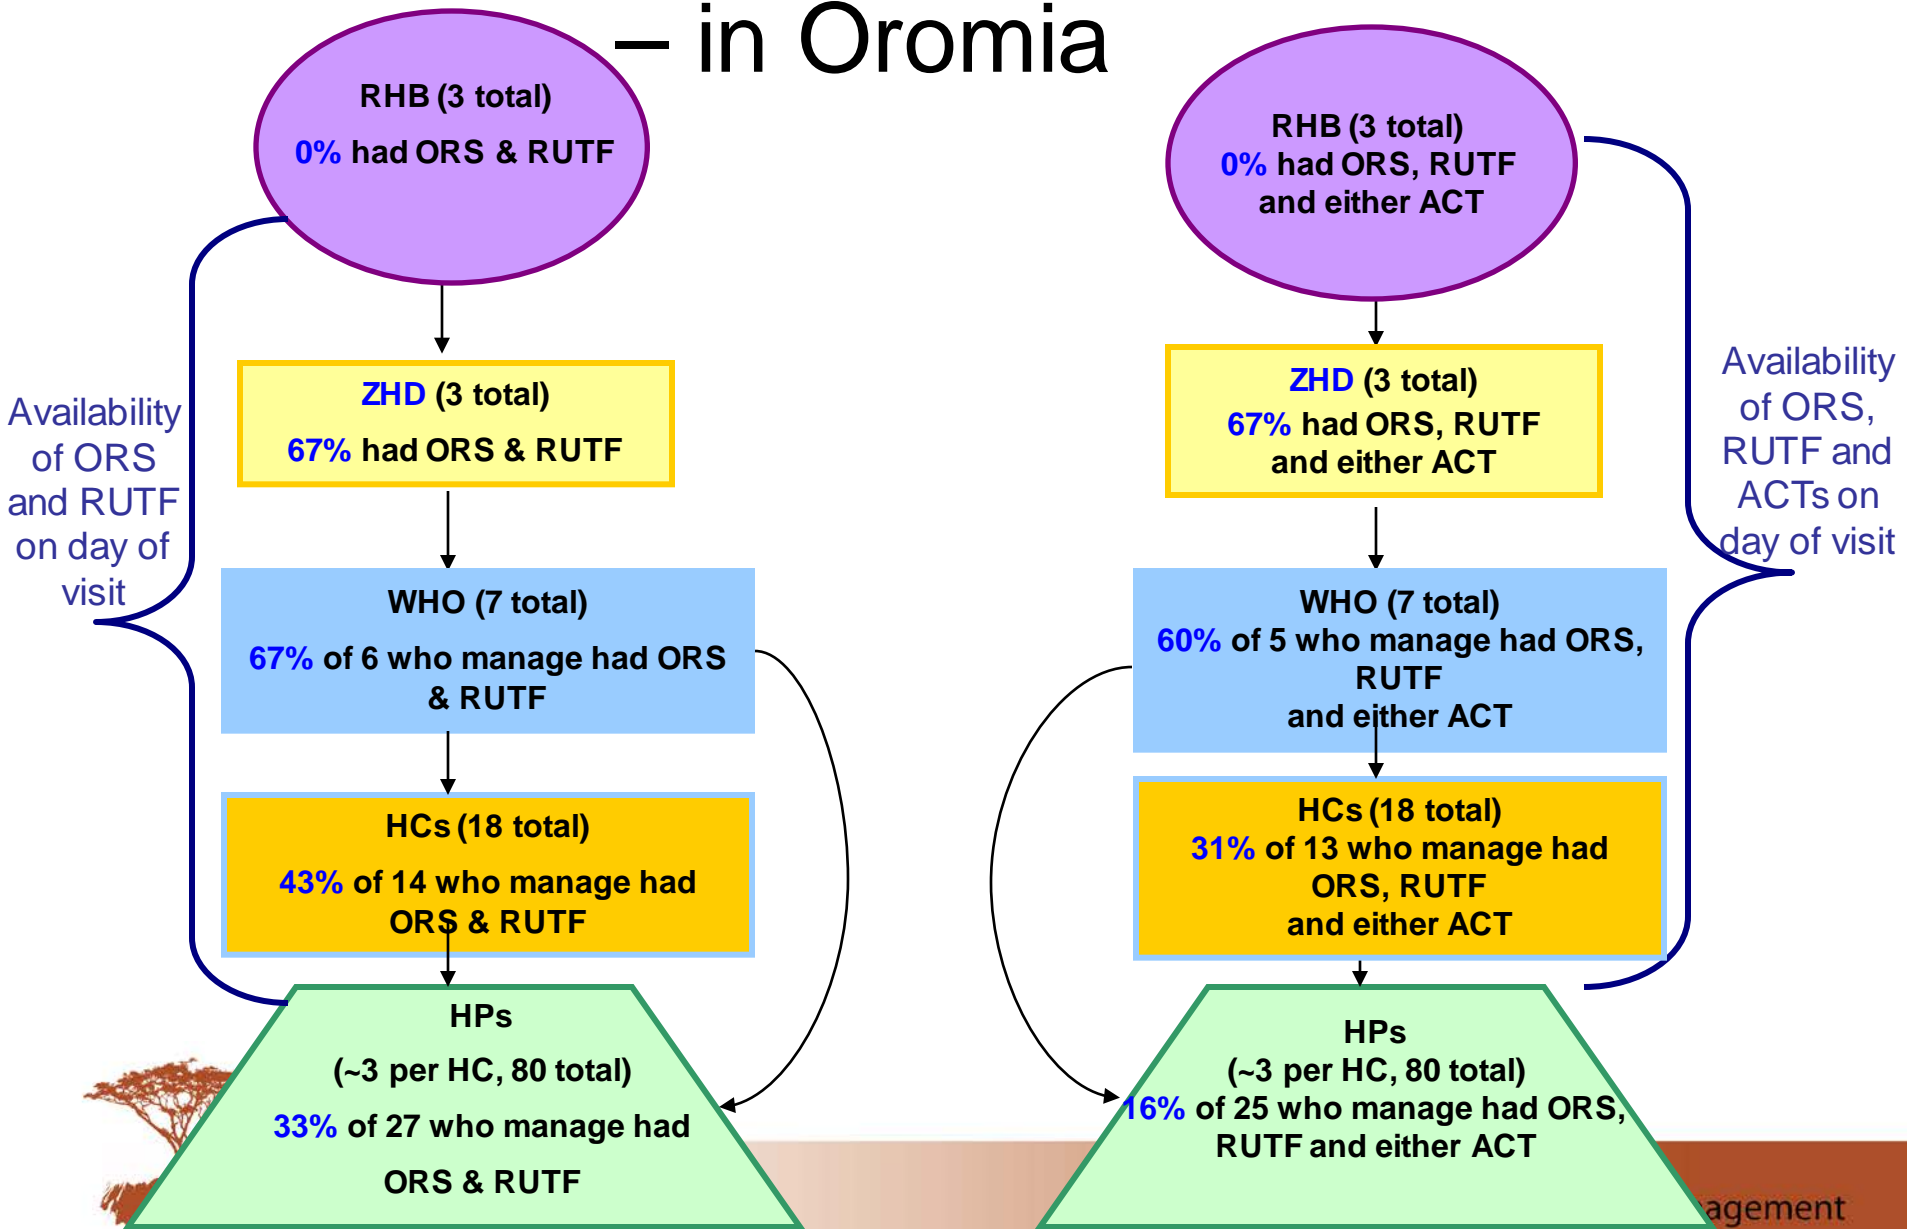 – in Oromia
RHB (3 total)
0% had ORS & RUTF
ZHD (3 total)
67% had ORS & RUTF
WHO (7 total)
67% of 6 who manage had ORS
& RUTF
HCs (18 total)
43% of 14 who manage had
ORS & RUTF
HPs
(~3 per HC, 80 total)
33% of 27 who manage had
ORS & RUTF
Availability
of ORS
and RUTF
on day of
visit
RHB (3 total)
0% had ORS, RUTF
and either ACT
ZHD (3 total)
67% had ORS, RUTF
and either ACT
WHO (7 total)
60% of 5 who manage had ORS,
RUTF
and either ACT
HCs (18 total)
31% of 13 who manage had
ORS, RUTF
and either ACT
HPs
(~3 per HC, 80 total)
16% of 25 who manage had ORS,
RUTF and either ACT
Availability
of ORS,
RUTF and
ACTs on
day of visit
agement